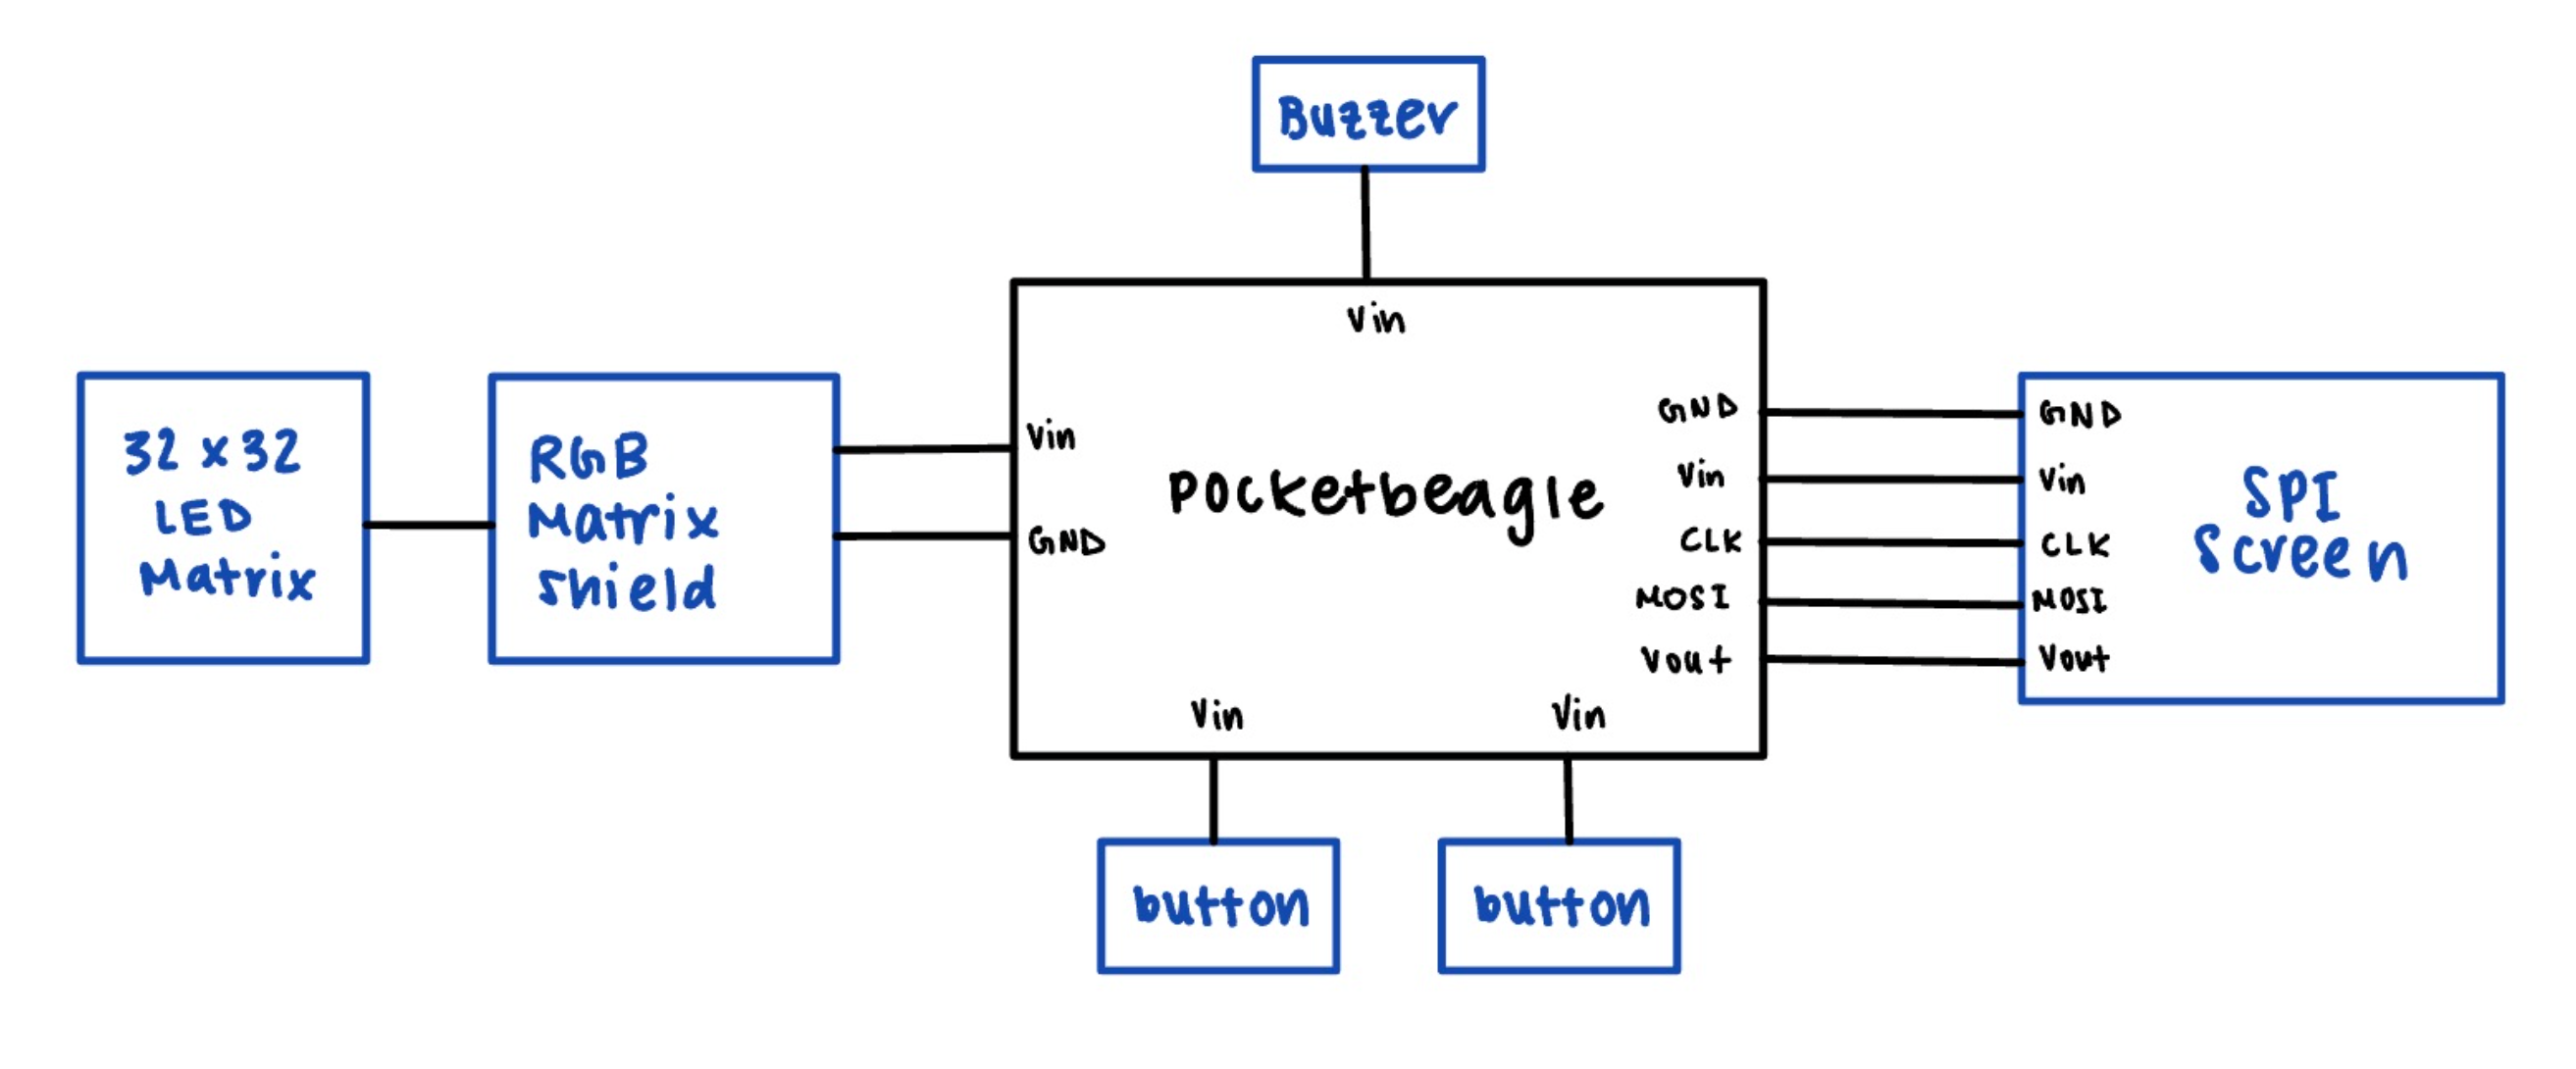 Buzzer
Vin
32 x 32
LED
Matrix
RGB
Matrix
Shield
Vin
GND
Pocketbeagle
GND
Vin
CLK
MOSI
Vout
GND
Vin
CLK
MOSI
Vout
SPI
Screen
Vin
Vin
button
button